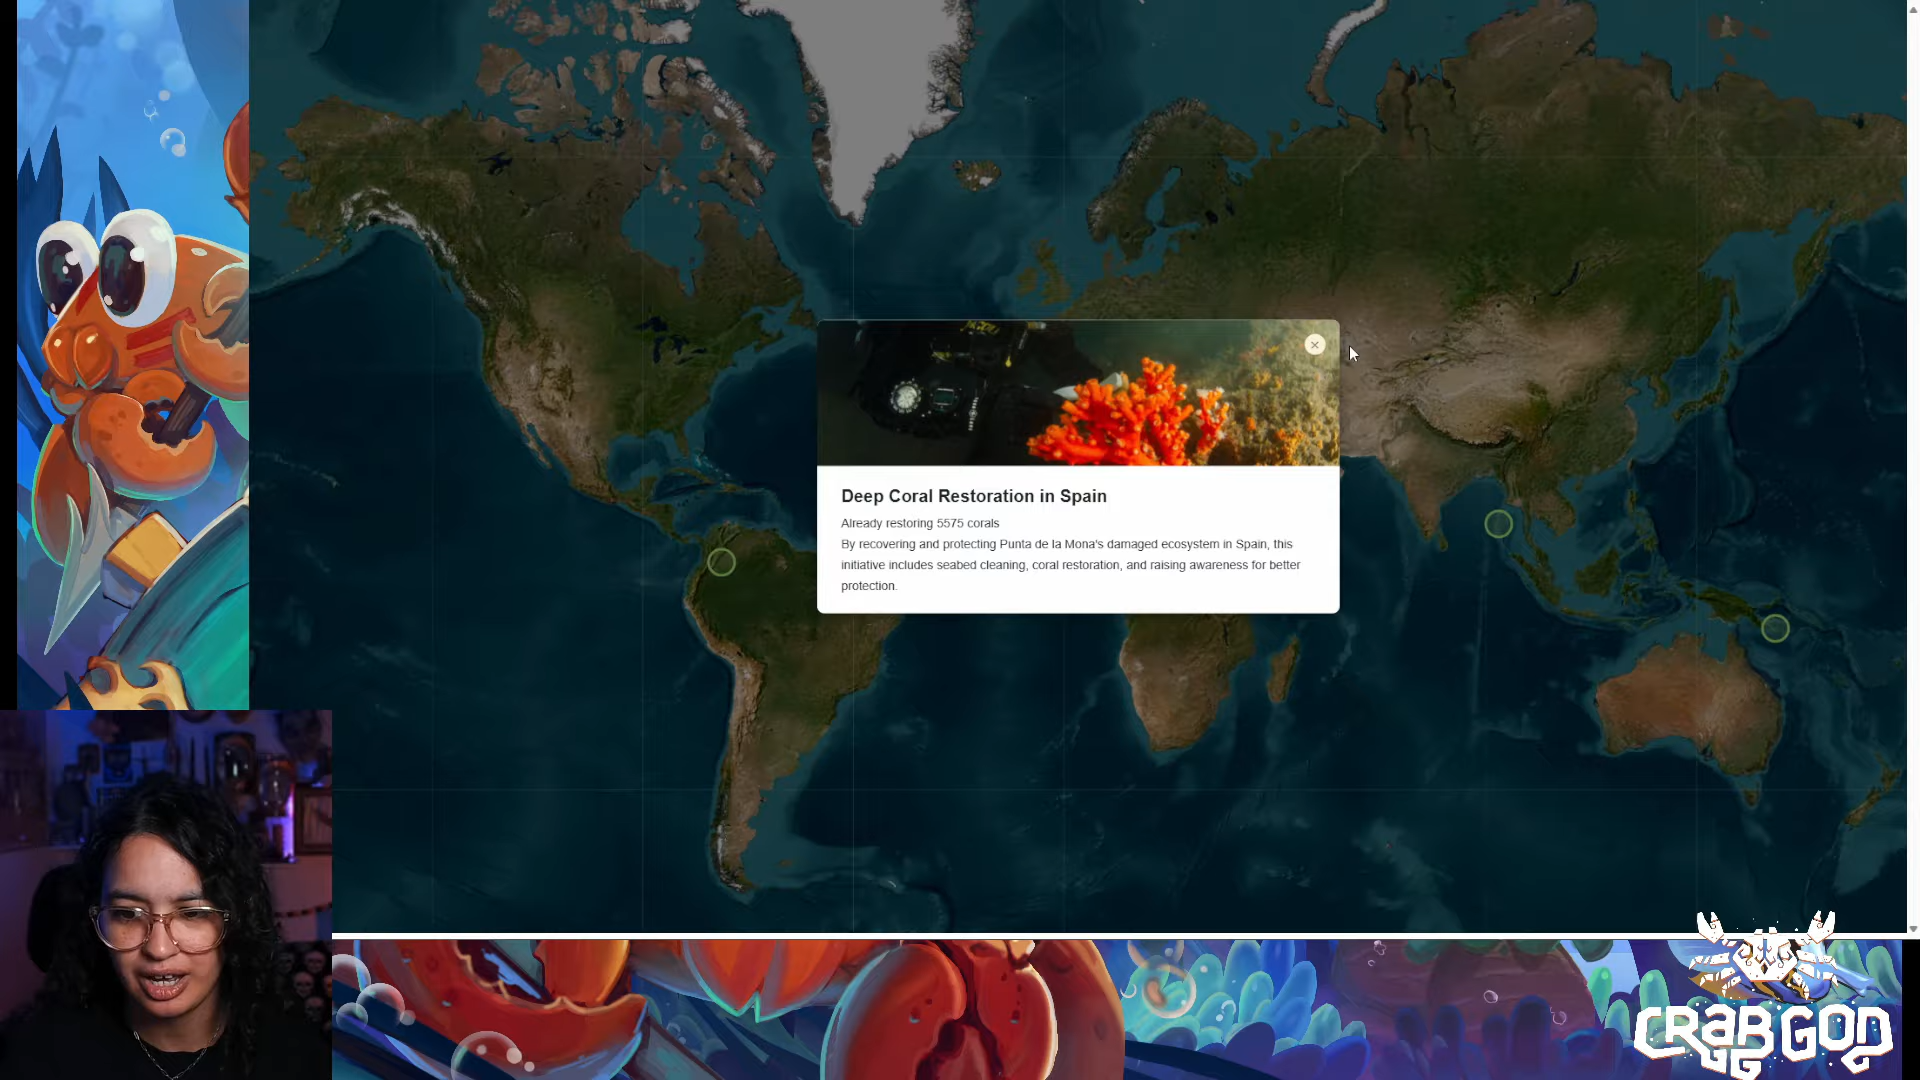 Deep Coral Restoration in Spain
Already restoring 5575 corals
By recovering and protecting Punta de la Mona's damaged ecosystem in Spain, this
initiative includes seabed cleaning, coral restoration, and raising awareness for better
protection.
CRAB GOD